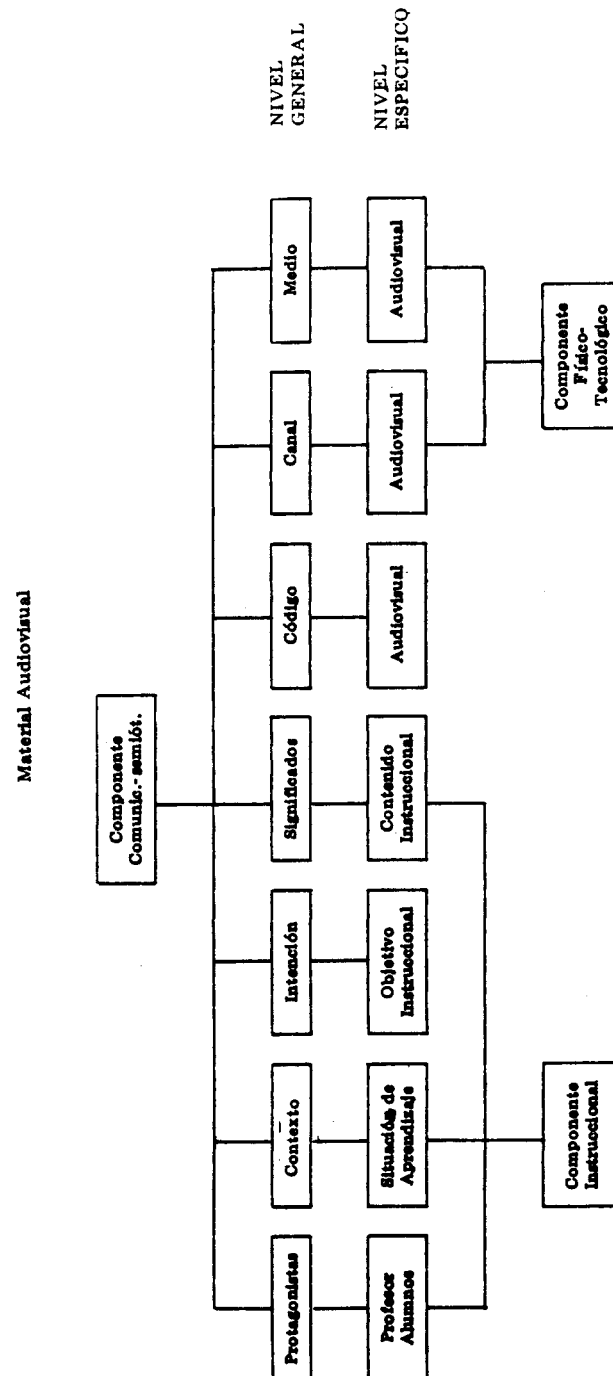 Material Audiovisual
Componente
Comunic.-semiót.
NIVEL
GENERAL
Protagonistas
Contexto
Intención
Significados
Código
Canal
Medio
NIVEL
ESPECIFICO
Profesor
Alumnos
Situación de
Aprendizaje
Objetivo
Instruccional
Contenido
Instruccional
Audiovisual
Audiovisual
Audiovisual
Componente
Instruccional
Componente
Físico-
Tecnológico